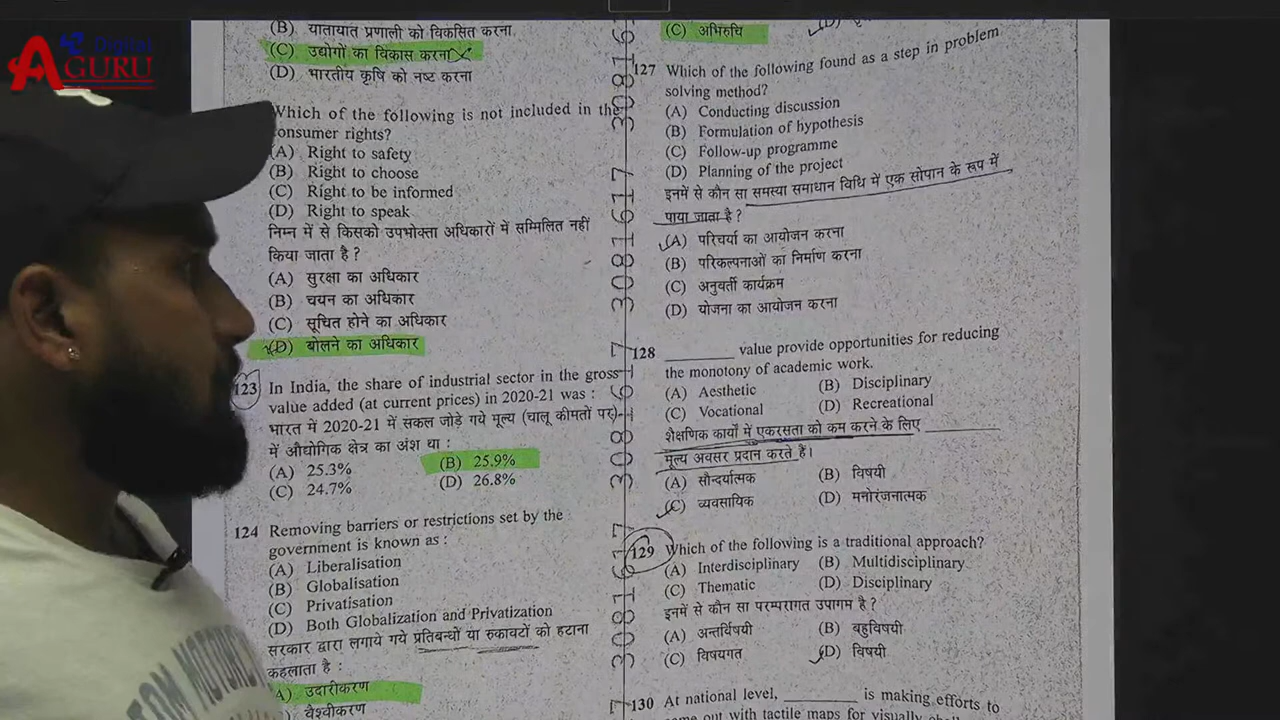 Digital
GURU
(B) यातायात प्रणाली को विकसित करना
(C) उद्योगों का विकास करना
(D) भारतीय कृषि को नष्ट करना
Which of the following is not included in the
consumer rights?
(A) Right to safety
(B) Right to choose
(C) Right to be informed
(D) Right to speak
निम्न में से किसको उपभोक्ता अधिकारों में सम्मिलित नहीं
किया जाता है ?
(A) सुरक्षा का अधिकार
(B) चयन का अधिकार
(C) सूचित होने का अधिकार
(D) बोलने का अधिकार
123 In India, the share of industrial sector in the gross
value added (at current prices) in 2020-21 was :
भारत में 2020-21 में सकल जोड़े गये मूल्य (चालू कीमतों पर)
में औद्योगिक क्षेत्र का अंश था :
(A) 25.3% (B) 25.9%
(C) 24.7% (D) 26.8%
124 Removing barriers or restrictions set by the
government is known as :
(A) Liberalisation
(B) Globalisation
(C) Privatisation
(D) Both Globalization and Privatization
सरकार द्वारा लगाये गये प्रतिबन्धों या रुकावटों को हटाना
कहलाता है :
A) उदारीकरण
) वैश्वीकरण
(C) अभिरुचि
127 Which of the following found as a step in problem
solving method?
(A) Conducting discussion
(B) Formulation of hypothesis
(C) Follow-up programme
(D) Planning of the project
इनमें से कौन सा समस्या समाधान विधि में एक सोपान के रूप में
पाया जाता है ?
(A) परिचर्या का आयोजन करना
(B) परिकल्पनाओं का निर्माण करना
(C) अनुवर्ती कार्यक्रम
(D) योजना का आयोजन करना
128 ________ value provide opportunities for reducing
the monotony of academic work.
(A) Aesthetic (B) Disciplinary
(C) Vocational (D) Recreational
शैक्षणिक कार्यों में एकरसता को कम करने के लिए ________
मूल्य अवसर प्रदान करते हैं।
(A) सौन्दर्यात्मक (B) विषयी
(C) व्यवसायिक (D) मनोरंजनात्मक
129 Which of the following is a traditional approach?
(A) Interdisciplinary (B) Multidisciplinary
(C) Thematic (D) Disciplinary
इनमें से कौन सा परम्परागत उपागम है ?
(A) अन्तर्विषयी (B) बहुविषयी
(C) विषयगत (D) विषयी
130 At national level, ________ is making efforts to
come out with tactile maps for visually